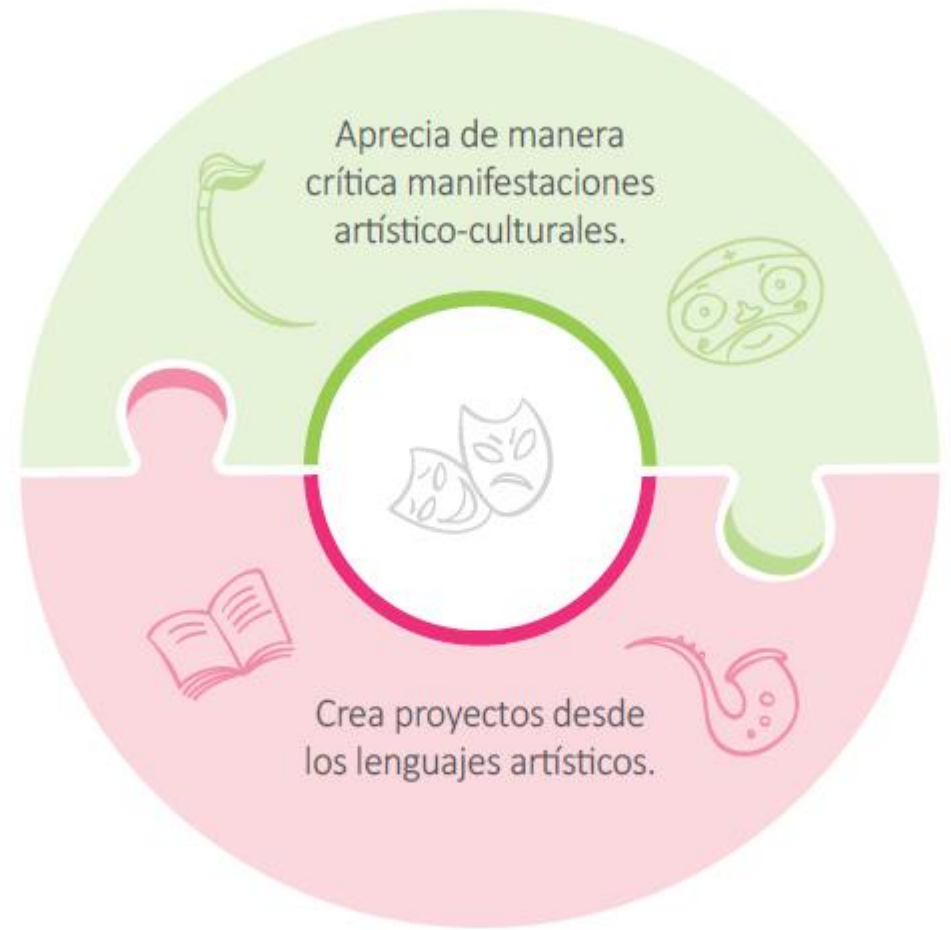 Aprecia de manera
crítica manifestaciones
artístico-culturales.
Crea proyectos desde
los lenguajes artísticos.